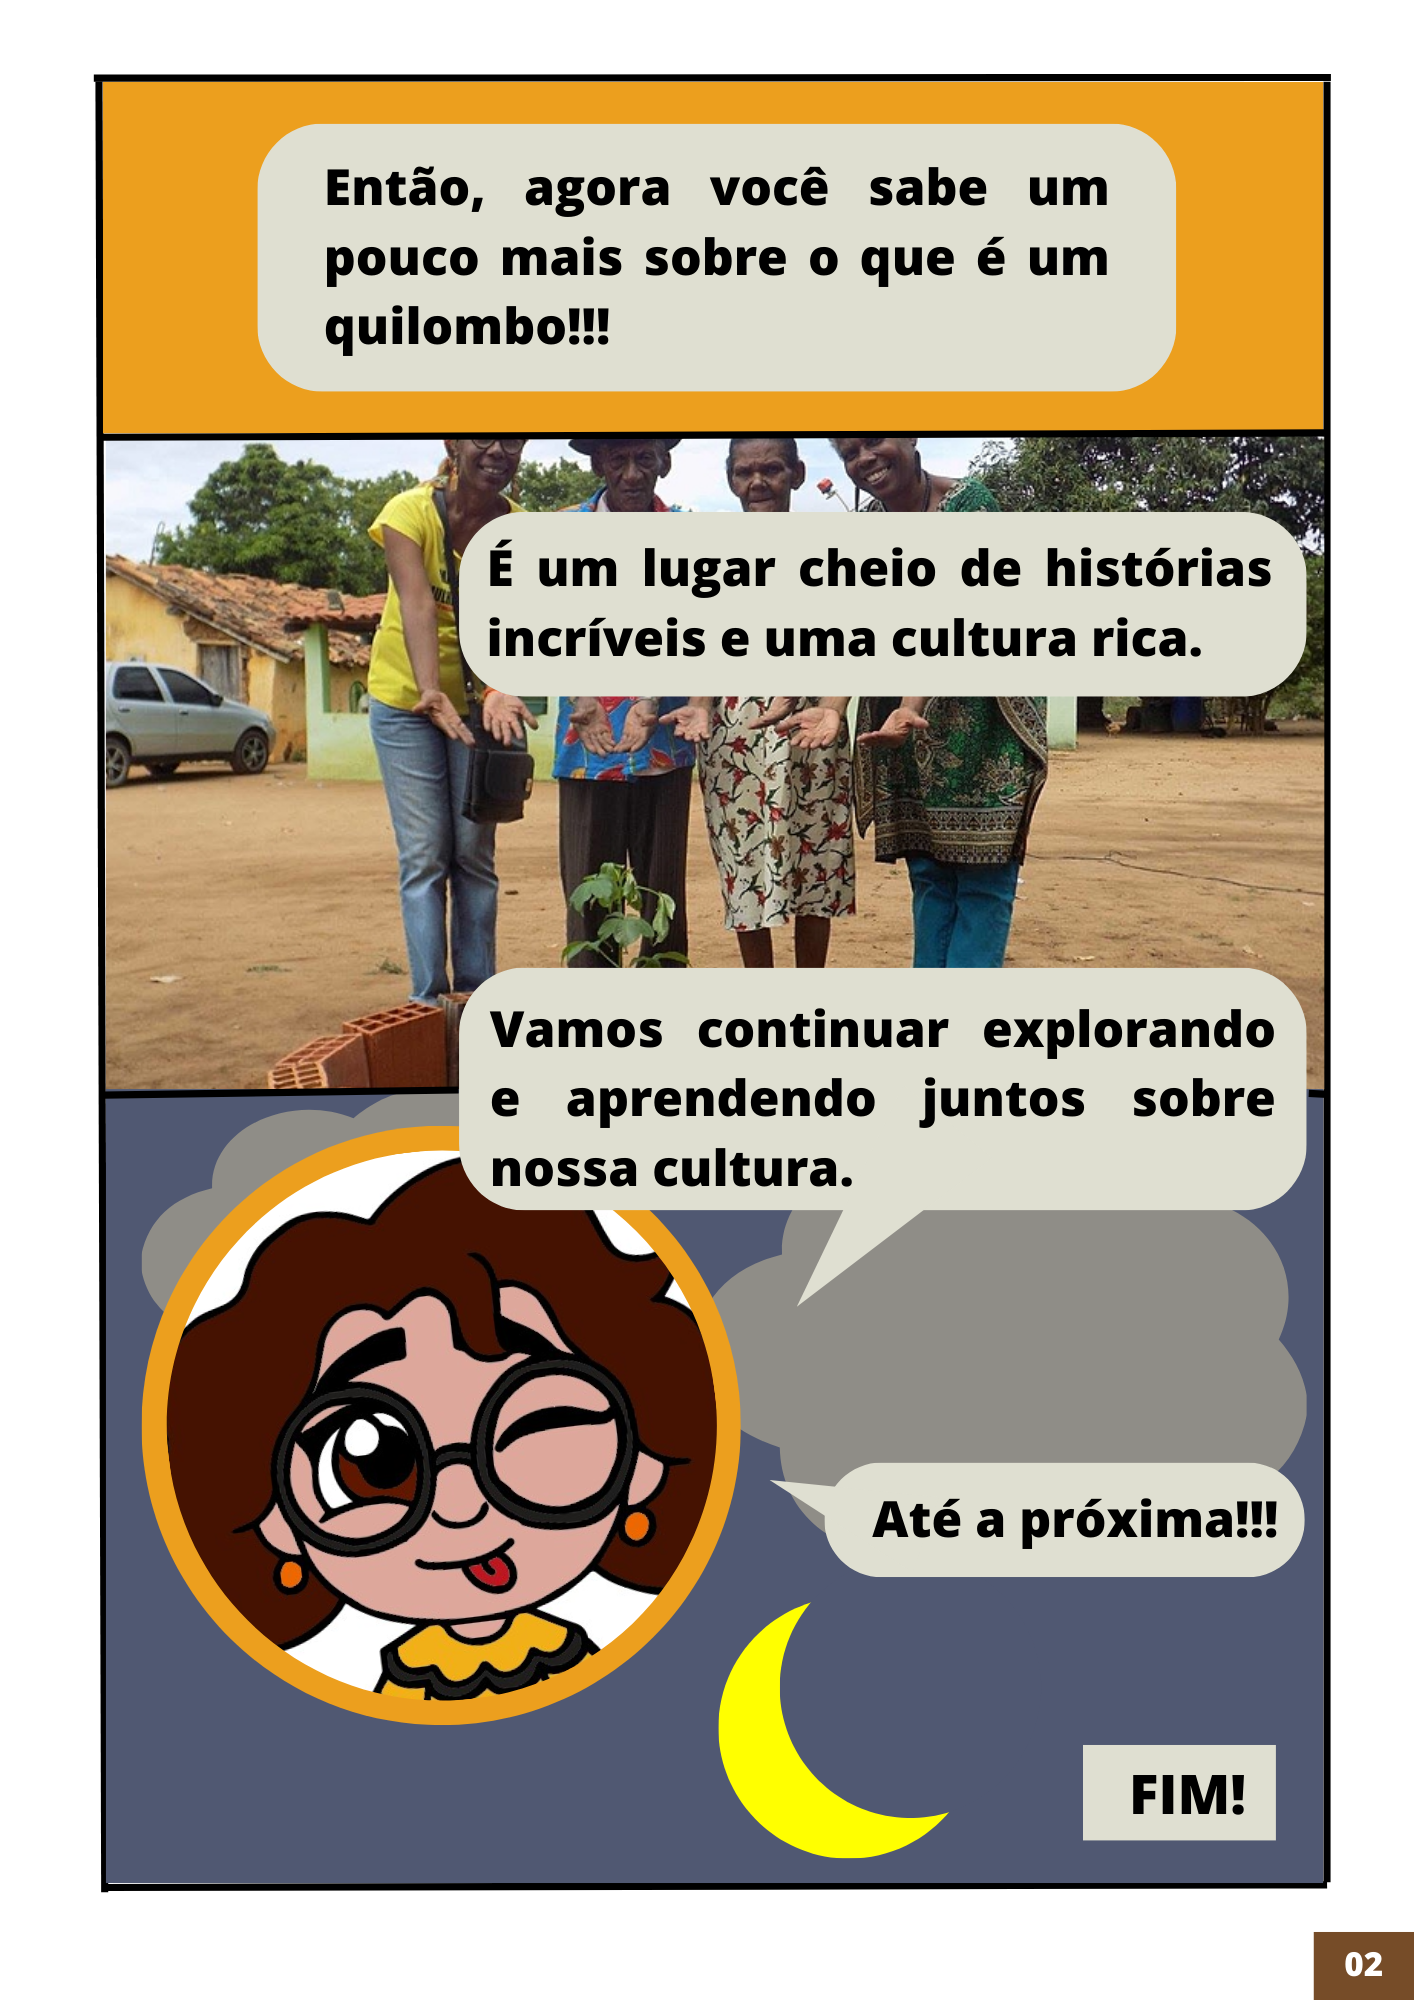 Então, agora você sabe um
pouco mais sobre o que é um
quilombo!!!
É um lugar cheio de histórias
incríveis e uma cultura rica.
Vamos continuar explorando
e aprendendo juntos sobre
nossa cultura.
Até a próxima!!!
FIM!
02